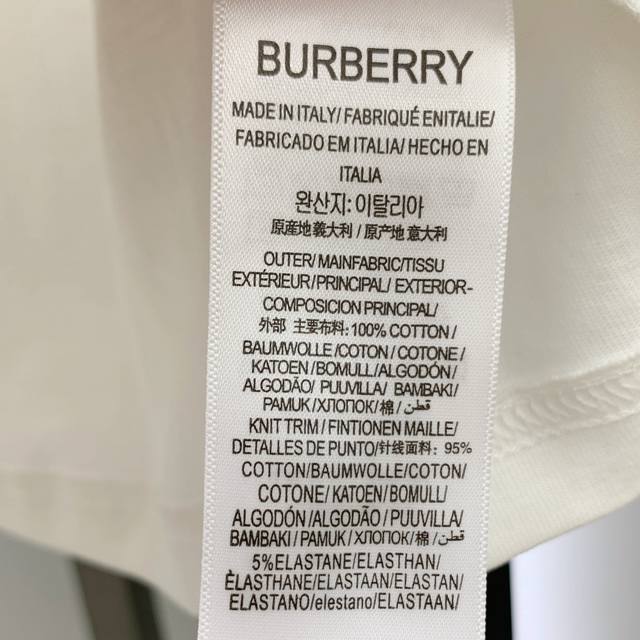 BURBERRY
MADE IN ITALY/ FABRIQUÉ ENITALIE/
FABRICADO EM ITALIA/ HECHO EN
ITALIA
완산지: 이탈리아
原産地 義大利 / 原产地 意大利
OUTER/ MAINFABRIC/TISSU
EXTÉRIEUR/PRINCIPAL/ EXTERIOR-
COMPOSICION PRINCIPAL/
外部 主要布料: 100% COTTON /
BAUMWOLLE /COTON / COTONE /
KATOEN / BOMULL/ALGODÓN/
ALGODÃO/ PUUVILLA/ BAMBAKI/
PAMUK /ХЛОПОК/ 棉 / قطن/
KNIT TRIM / FINTIONEN MAILLE/
DETALLES DE PUNTO/针线面料: 95%
COTTON/BAUMWOLLE/COTON/
COTONE/ KATOEN/BOMULL/
ALGODÓN /ALGODÃO / PUUVILLA/
BAMBAKI / PAMUK /ХЛОПОК/棉/ قطن/
5%ELASTANE/ELASTHAN/
ÈLASTHANE/ELASTAAN/ELASTAN/
ELASTANO/elestano/ELASTAAN/